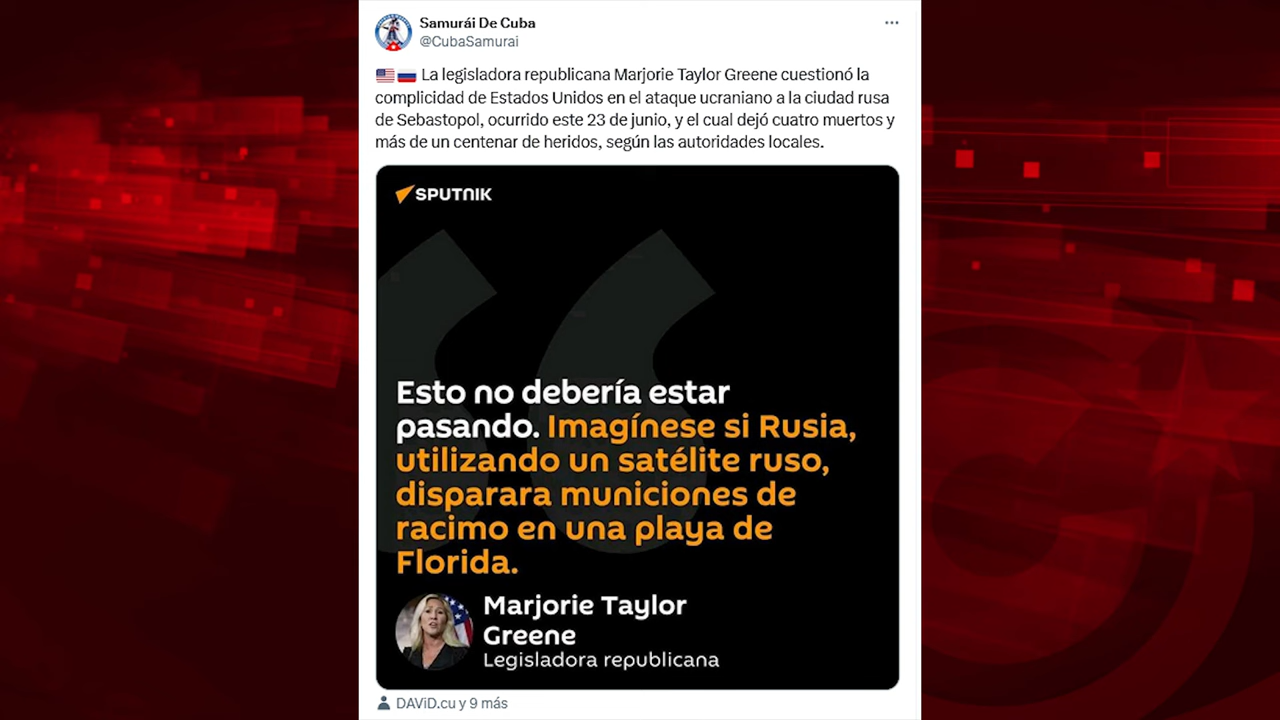 Samurái De Cuba
@CubaSamurai
La legisladora republicana Marjorie Taylor Greene cuestionó la
complicidad de Estados Unidos en el ataque ucraniano a la ciudad rusa
de Sebastopol, ocurrido este 23 de junio, y el cual dejó cuatro muertos y
más de un centenar de heridos, según las autoridades locales.
SPUTNIK
Esto no debería estar
pasando. Imagínese si Rusia,
utilizando un satélite ruso,
disparara municiones de
racimo en una playa de
Florida.
Marjorie Taylor
Greene
Legisladora republicana
DAViD.cu y 9 más